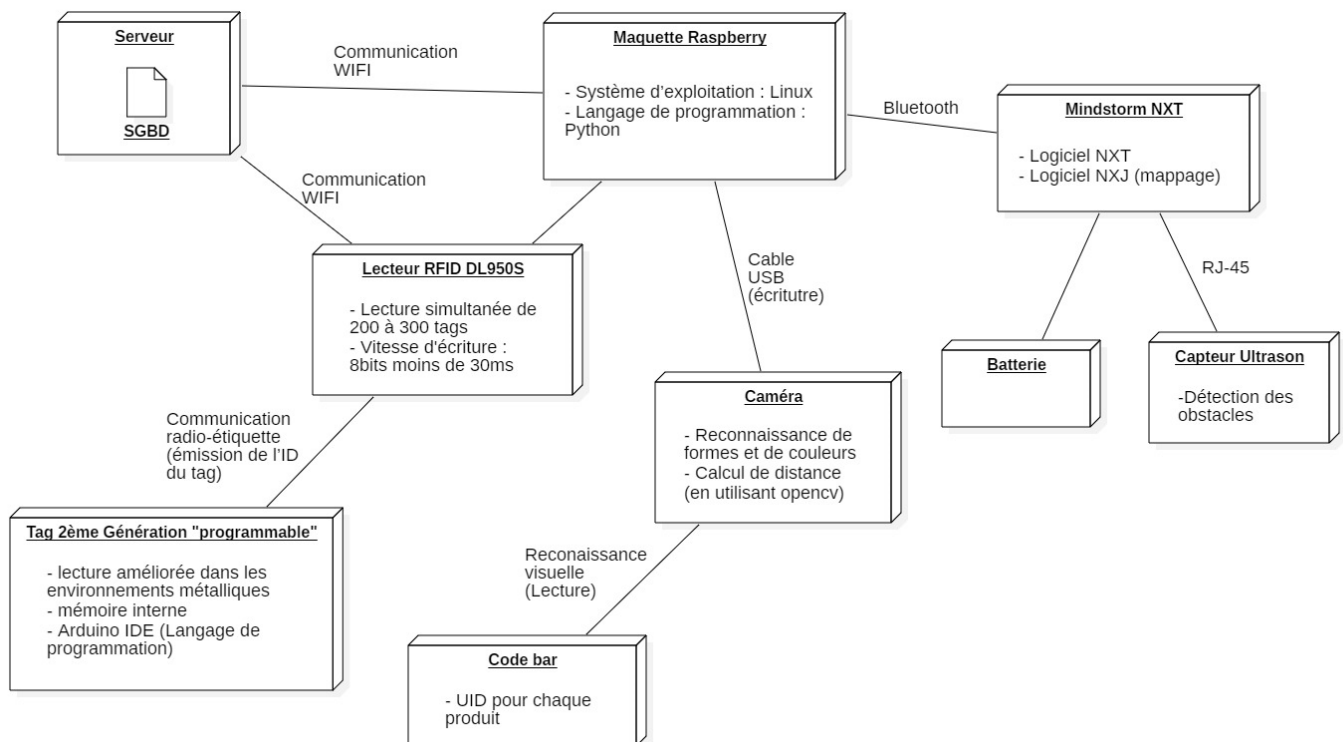 Serveur
SGBD
Communication
WIFI
Maquette Raspberry
- Système d'exploitation : Linux
- Langage de programmation :
Python
Bluetooth
Mindstorm NXT
- Logiciel NXT
- Logiciel NXJ (mappage)
Communication
WIFI
Lecteur RFID DL950S
- Lecture simultanée de
200 à 300 tags
- Vitesse d'écriture :
8bits moins de 30ms
Cable
USB
(écritutre)
RJ-45
Batterie
Capteur Ultrason
-Détection des
obstacles
Caméra
- Reconnaissance de
formes et de couleurs
- Calcul de distance
(en utilisant opencv)
Communication
radio-étiquette
(émission de l'ID
du tag)
Tag 2ème Génération "programmable"
- lecture améliorée dans les
environnements métalliques
- mémoire interne
- Arduino IDE (Langage de
programmation)
Reconaissance
visuelle
(Lecture)
Code bar
- UID pour chaque
produit